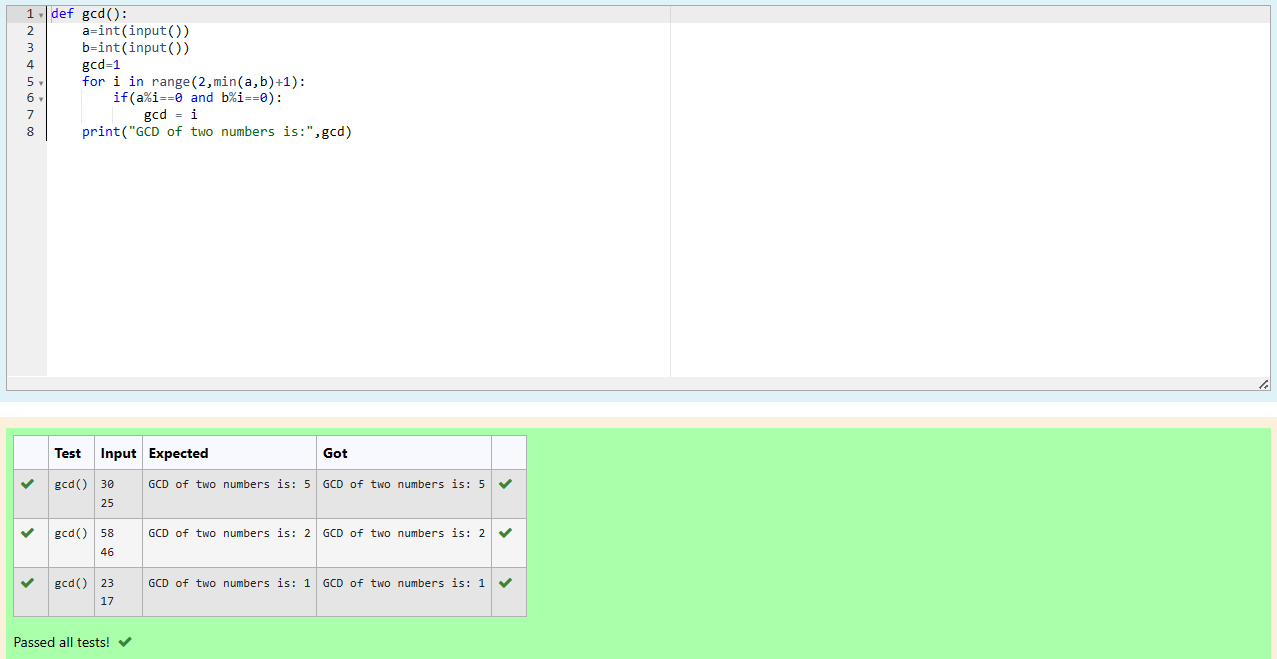 1 def gcd():
2     a=int(input())
3     b=int(input())
4     gcd=1
5     for i in range(2,min(a,b)+1):
6         if(a%i==0 and b%i==0):
7             gcd = i
8     print("GCD of two numbers is:",gcd)
Test Input Expected Got
gcd() 30 GCD of two numbers is: 5 GCD of two numbers is: 5
25
gcd() 58 GCD of two numbers is: 2 GCD of two numbers is: 2
46
gcd() 23 GCD of two numbers is: 1 GCD of two numbers is: 1
17
Passed all tests!